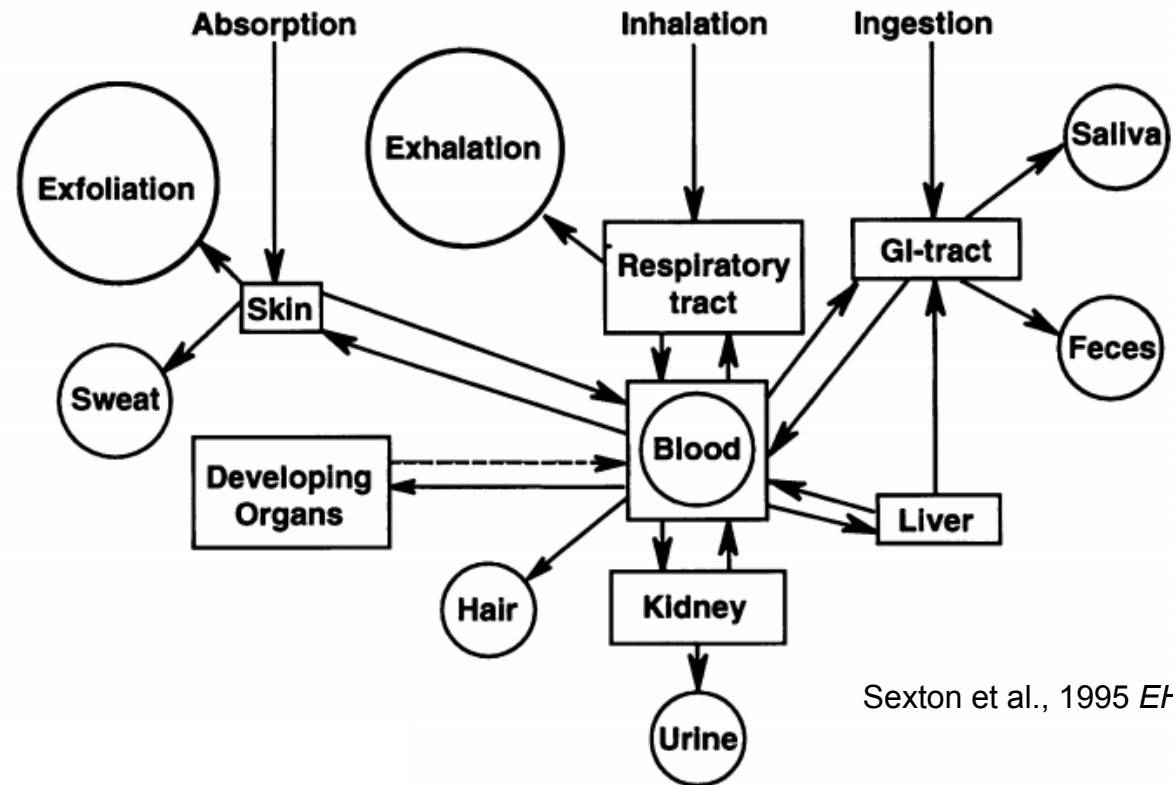 Absorption
Inhalation
Ingestion
Exfoliation
Exhalation
Saliva
Respiratory
tract
GI-tract
Skin
Feces
Sweat
Blood
Developing
Organs
Liver
Hair
Kidney
Urine
Sexton et al., 1995 EH